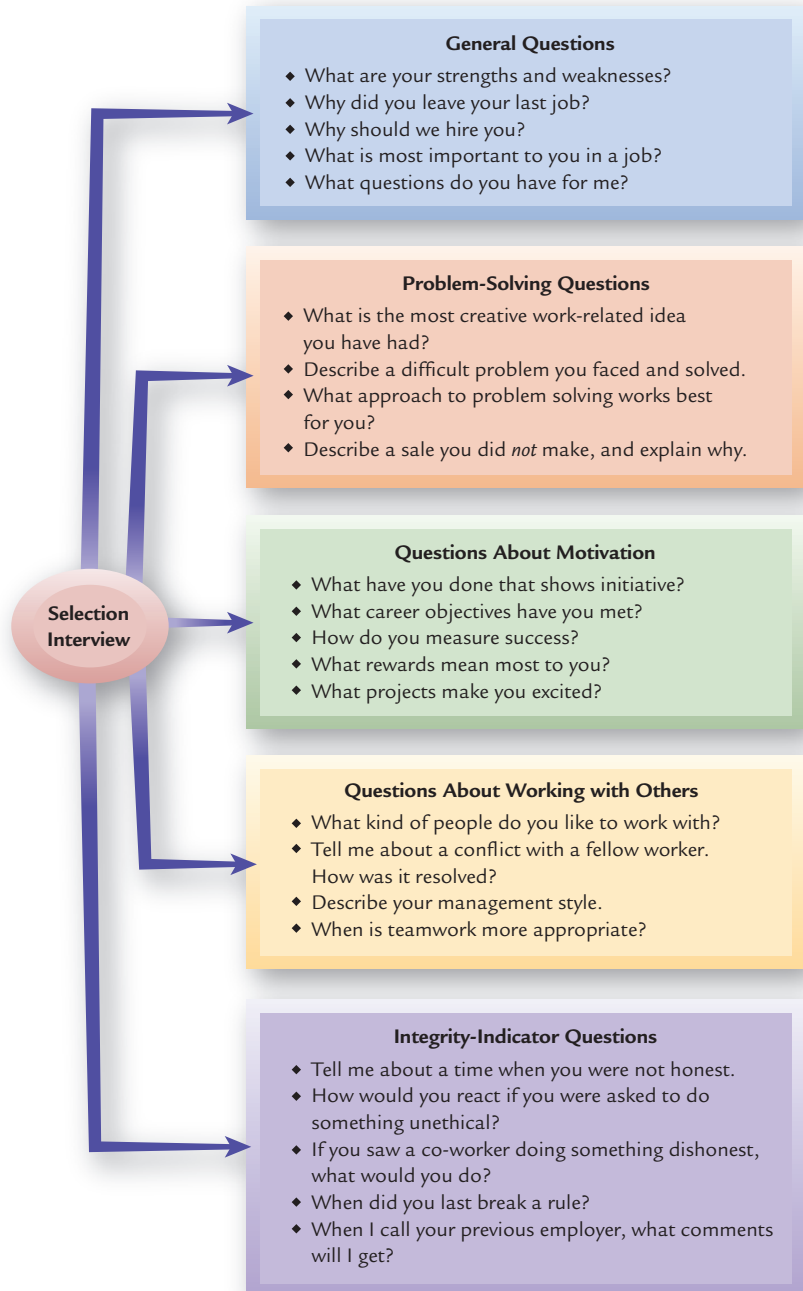 General Questions
◆ What are your strengths and weaknesses?
◆ Why did you leave your last job?
◆ Why should we hire you?
◆ What is most important to you in a job?
◆ What questions do you have for me?
Problem-Solving Questions
◆ What is the most creative work-related idea
you have had?
◆ Describe a difficult problem you faced and solved.
◆ What approach to problem solving works best
for you?
◆ Describe a sale you did not make, and explain why.
Selection
Interview
Questions About Motivation
◆ What have you done that shows initiative?
◆ What career objectives have you met?
◆ How do you measure success?
◆ What rewards mean most to you?
◆ What projects make you excited?
Questions About Working with Others
◆ What kind of people do you like to work with?
◆ Tell me about a conflict with a fellow worker.
How was it resolved?
◆ Describe your management style.
◆ When is teamwork more appropriate?
Integrity-Indicator Questions
◆ Tell me about a time when you were not honest.
◆ How would you react if you were asked to do
something unethical?
◆ If you saw a co-worker doing something dishonest,
what would you do?
◆ When did you last break a rule?
◆ When I call your previous employer, what comments
will I get?